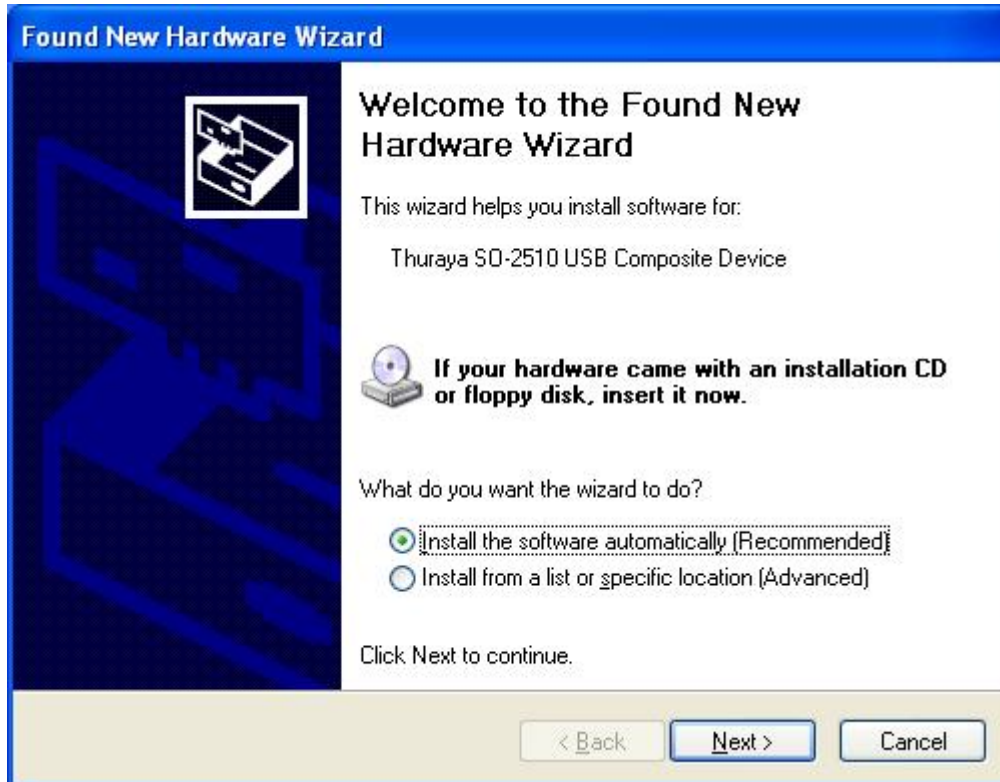 Found New Hardware Wizard
Welcome to the Found New
Hardware Wizard
This wizard helps you install software for:
Thuraya SO-2510 USB Composite Device
If your hardware came with an installation CD
or floppy disk, insert it now.
What do you want the wizard to do?
Install the software automatically (Recommended)
Install from a list or specific location (Advanced)
Click Next to continue.
< Back Next > Cancel